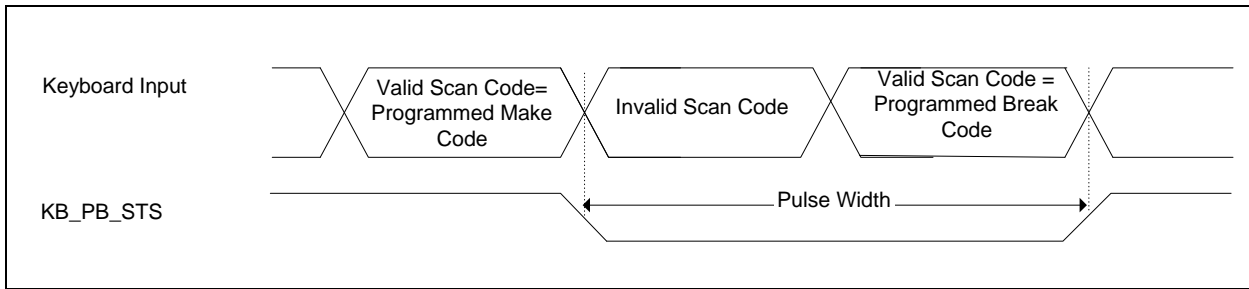 Keyboard Input
Valid Scan Code=
Programmed Make
Code
Invalid Scan Code
Valid Scan Code =
Programmed Break
Code
KB_PB_STS
Pulse Width